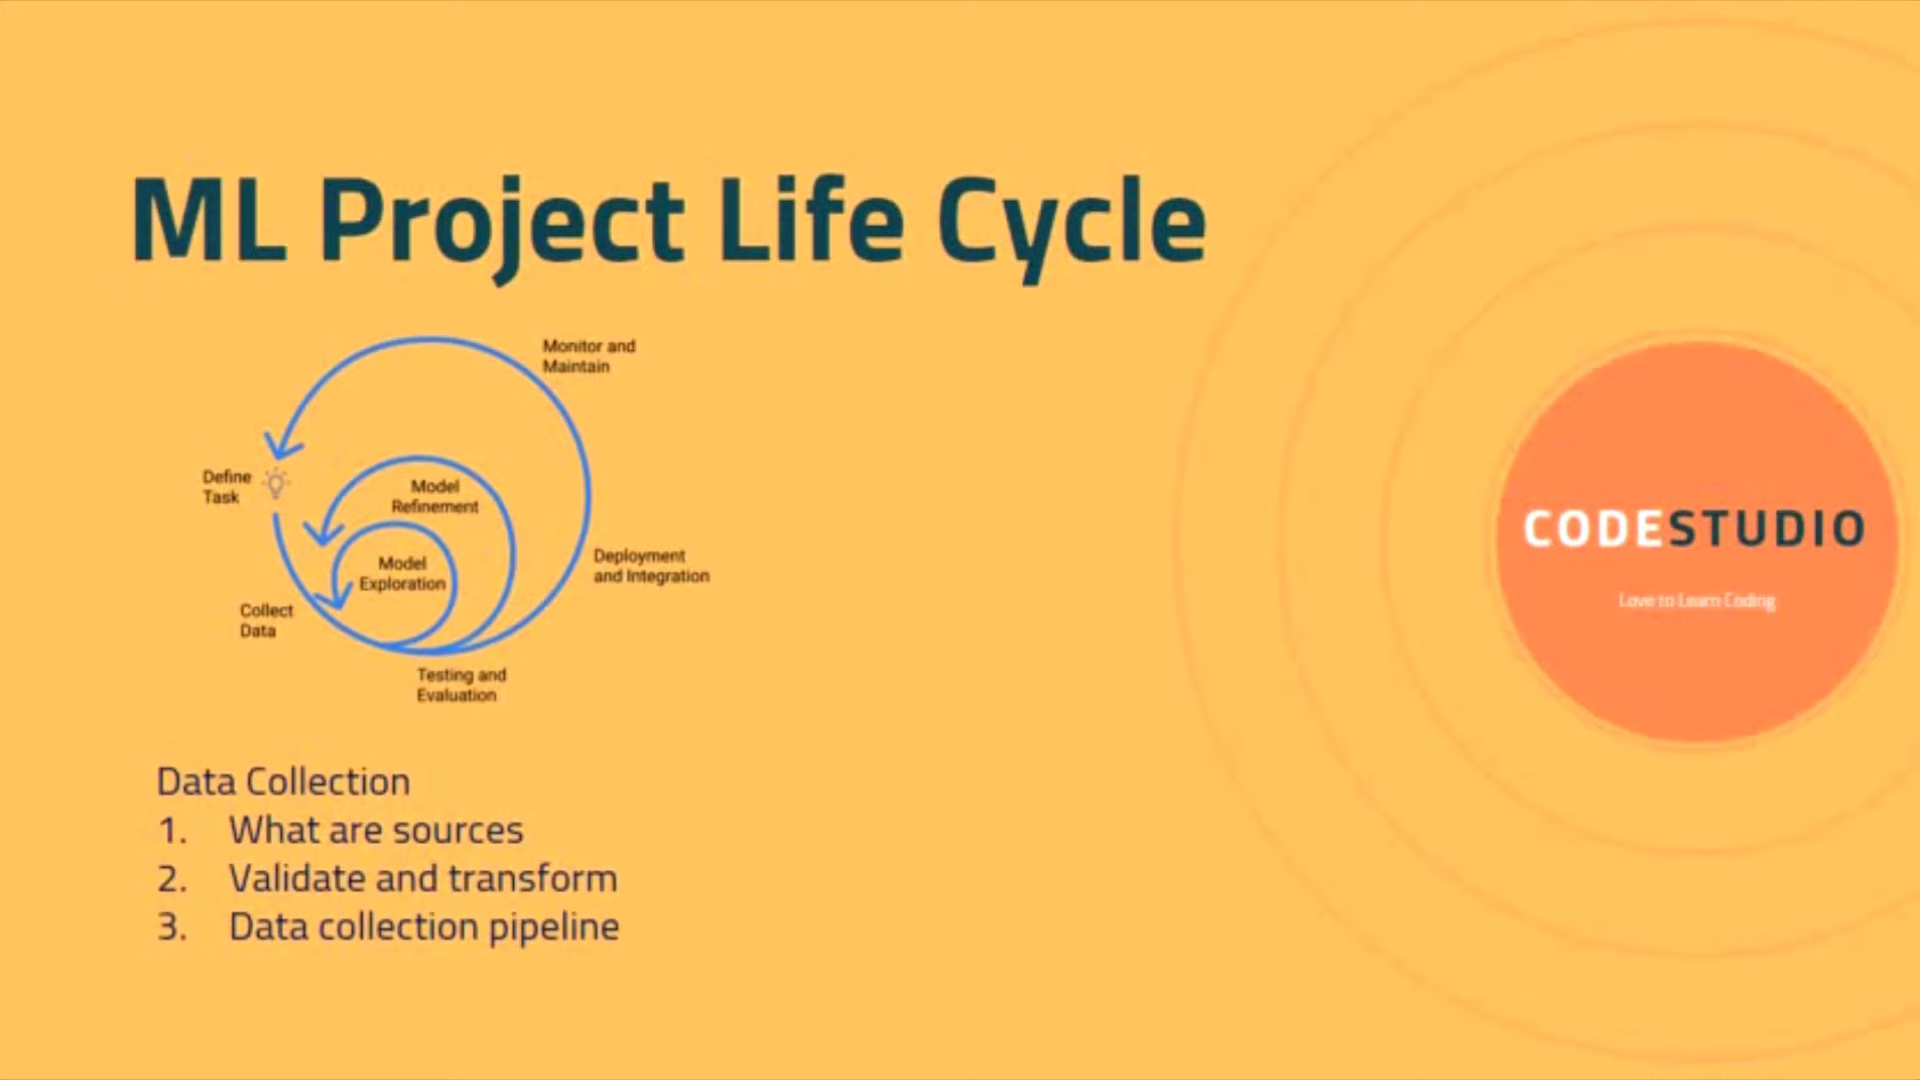 ML Project Life Cycle
Monitor and
Maintain
Define
Task
Model
Refinement
Model
Exploration
Deployment
and Integration
Collect
Data
Testing and
Evaluation
Data Collection
1. What are sources
2. Validate and transform
3. Data collection pipeline
CODESTUDIO
Love to Learn Coding